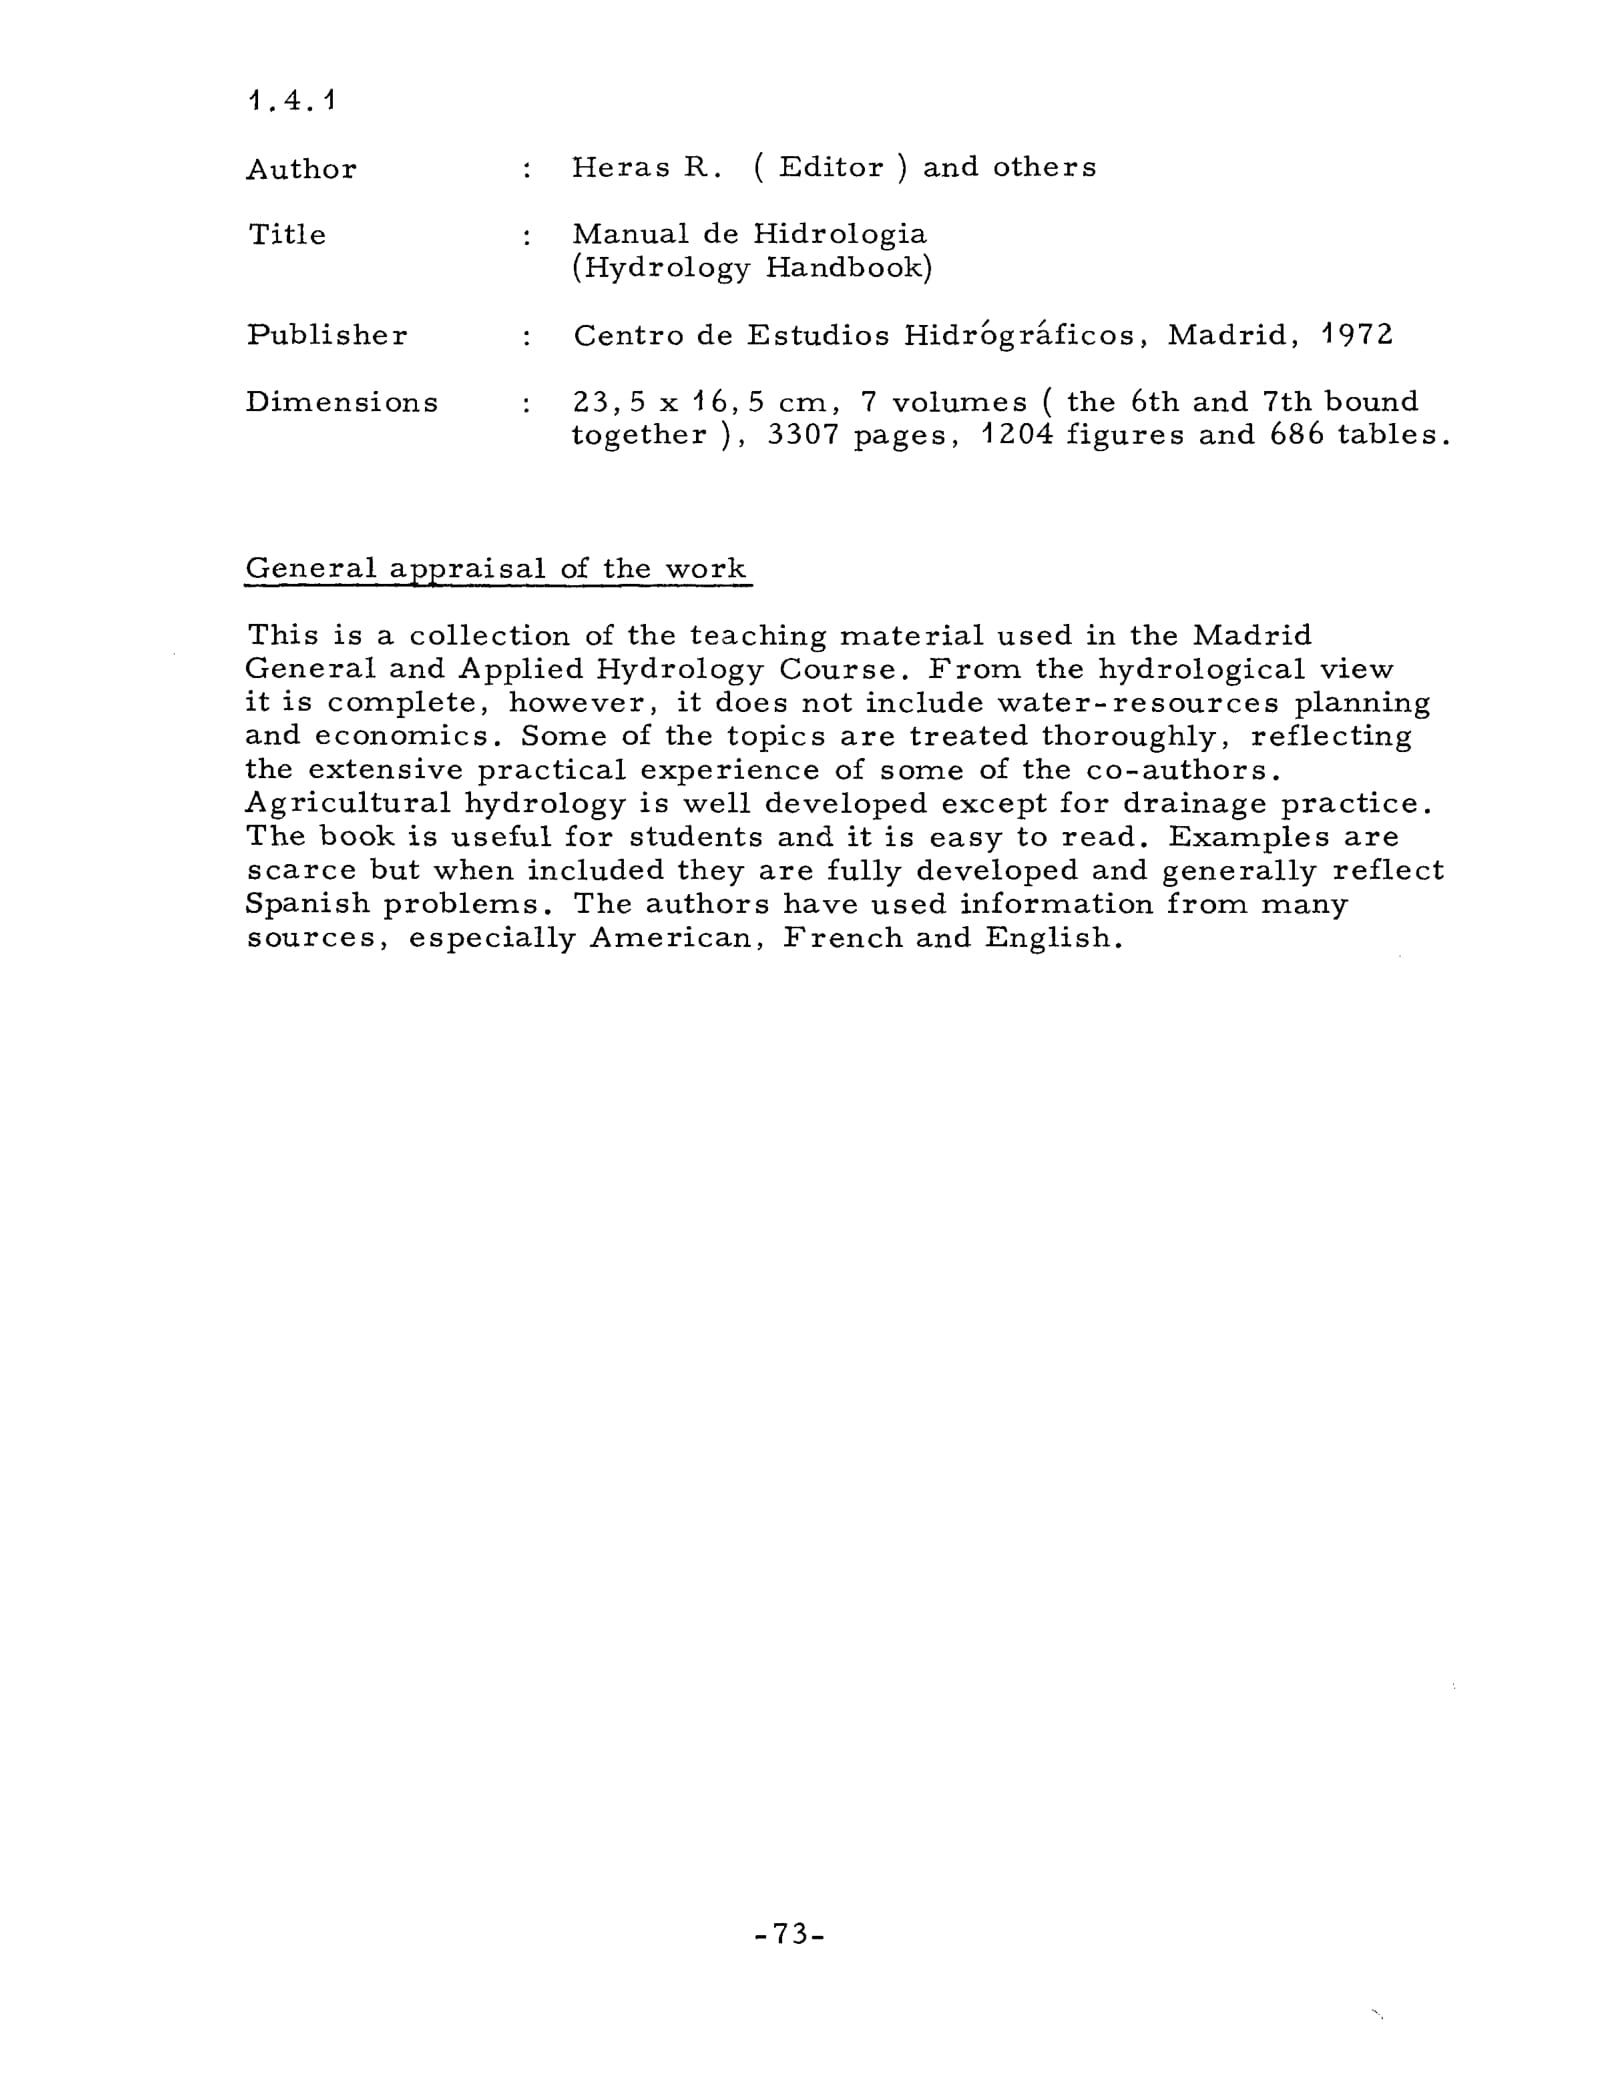 1.4.1
Author : Heras R. ( Editor ) and others
Title : Manual de Hidrologia
(Hydrology Handbook)
Publisher : Centro de Estudios Hidrógráficos, Madrid, 1972
Dimensions : 23,5 x 16,5 cm, 7 volumes ( the 6th and 7th bound
together ), 3307 pages, 1204 figures and 686 tables.
General appraisal of the work
This is a collection of the teaching material used in the Madrid
General and Applied Hydrology Course. From the hydrological view
it is complete, however, it does not include water-resources planning
and economics. Some of the topics are treated thoroughly, reflecting
the extensive practical experience of some of the co-authors.
Agricultural hydrology is well developed except for drainage practice.
The book is useful for students and it is easy to read. Examples are
scarce but when included they are fully developed and generally reflect
Spanish problems. The authors have used information from many
sources, especially American, French and English.
-73-